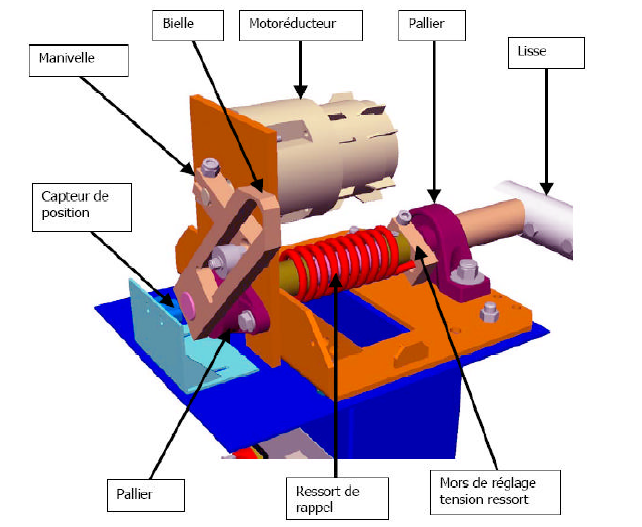 Bielle
Motoréducteur
Pallier
Lisse
Manivelle
Capteur de
position
Pallier
Ressort de
rappel
Mors de réglage
tension ressort